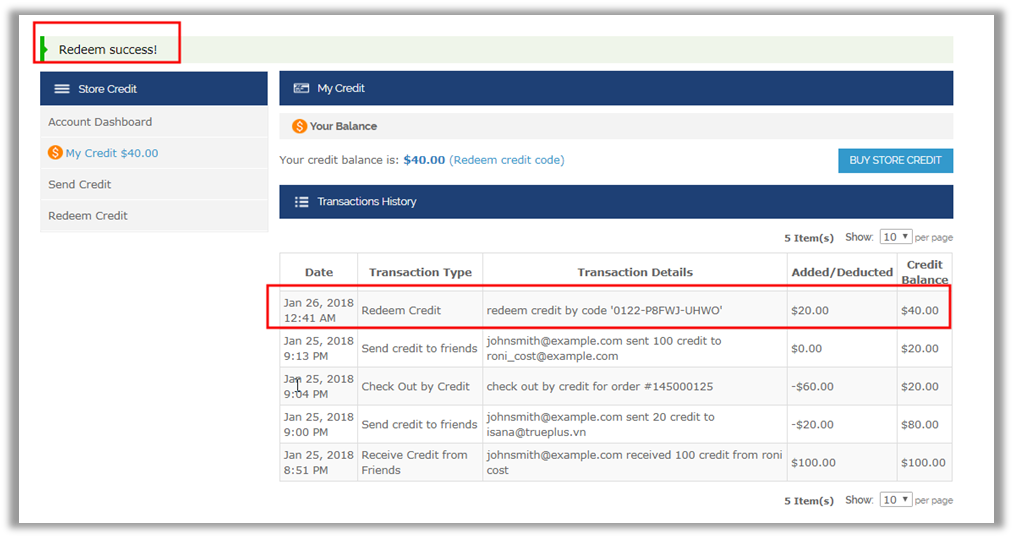 Redeem success!
Store Credit
Account Dashboard
$ My Credit $40.00
Send Credit
Redeem Credit
My Credit
$ Your Balance
Your credit balance is: $40.00 (Redeem credit code)
BUY STORE CREDIT
Transactions History
5 Item(s) Show: 10 per page
Date Transaction Type Transaction Details Added/Deducted Credit
Balance
Jan 26, 2018
12:41 AM
Redeem Credit
redeem credit by code '0122-P8FWJ-UHWO'
$20.00
$40.00
Jan 25, 2018
9:13 PM
Send credit to friends
johnsmith@example.com sent 100 credit to
roni_cost@example.com
$0.00
$20.00
Jan 25, 2018
9:04 PM
Check Out by Credit
check out by credit for order #145000125
-$60.00
$20.00
Jan 25, 2018
9:00 PM
Send credit to friends
johnsmith@example.com sent 20 credit to
isana@trueplus.vn
-$20.00
$80.00
Jan 25, 2018
8:51 PM
Receive Credit from
Friends
johnsmith@example.com received 100 credit from roni
cost
$100.00
$100.00
5 Item(s) Show: 10 per page